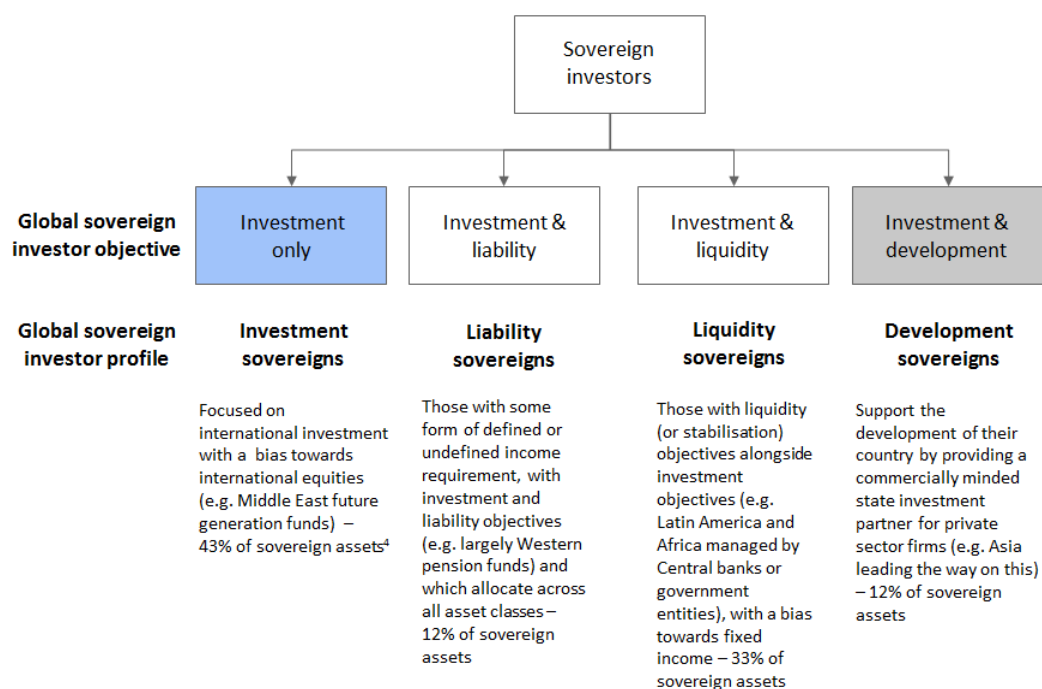 Sovereign
investors
Global sovereign
investor objective
Investment
only
Investment &
liability
Investment &
liquidity
Investment &
development
Global sovereign
investor profile
Investment
sovereigns
Liability
sovereigns
Liquidity
sovereigns
Development
sovereigns
Focused on
international investment
with a bias towards
international equities
(e.g. Middle East future
generation funds) –
43% of sovereign assets⁴
Those with some
form of defined or
undefined income
requirement, with
investment and
liability objectives
(e.g. largely Western
pension funds) and
which allocate across
all asset classes –
12% of sovereign
assets
Those with liquidity
(or stabilisation)
objectives alongside
investment
objectives (e.g.
Latin America and
Africa managed by
Central banks or
government
entities), with a bias
towards fixed
income – 33% of
sovereign assets
Support the
development of their
country by providing a
commercially minded
state investment
partner for private
sector firms (e.g. Asia
leading the way on this)
– 12% of sovereign
assets